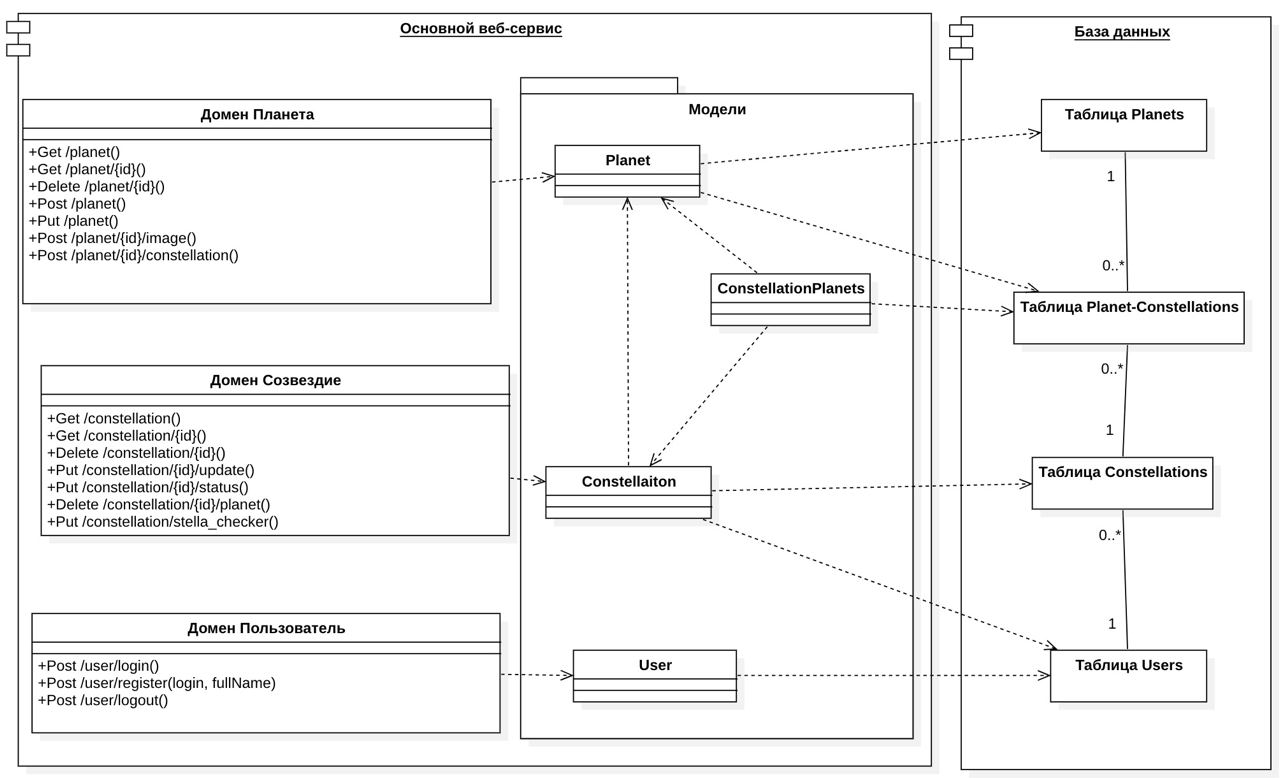 Основной веб-сервис
Домен Планета
+Get /planet()
+Get /planet/{id}()
+Delete /planet/{id}()
+Post /planet()
+Put /planet()
+Post /planet/{id}/image()
+Post /planet/{id}/constellation()
Домен Созвездие
+Get /constellation()
+Get /constellation/{id}()
+Delete /constellation/{id}()
+Put /constellation/{id}/update()
+Put /constellation/{id}/status()
+Delete /constellation/{id}/planet()
+Put /constellation/stella_checker()
Домен Пользователь
+Post /user/login()
+Post /user/register(login, fullName)
+Post /user/logout()
Модели
Planet
ConstellationPlanets
Constellaiton
User
База данных
Таблица Planets
1
0..*
Таблица Planet-Constellations
0..*
1
Таблица Constellations
0..*
1
Таблица Users